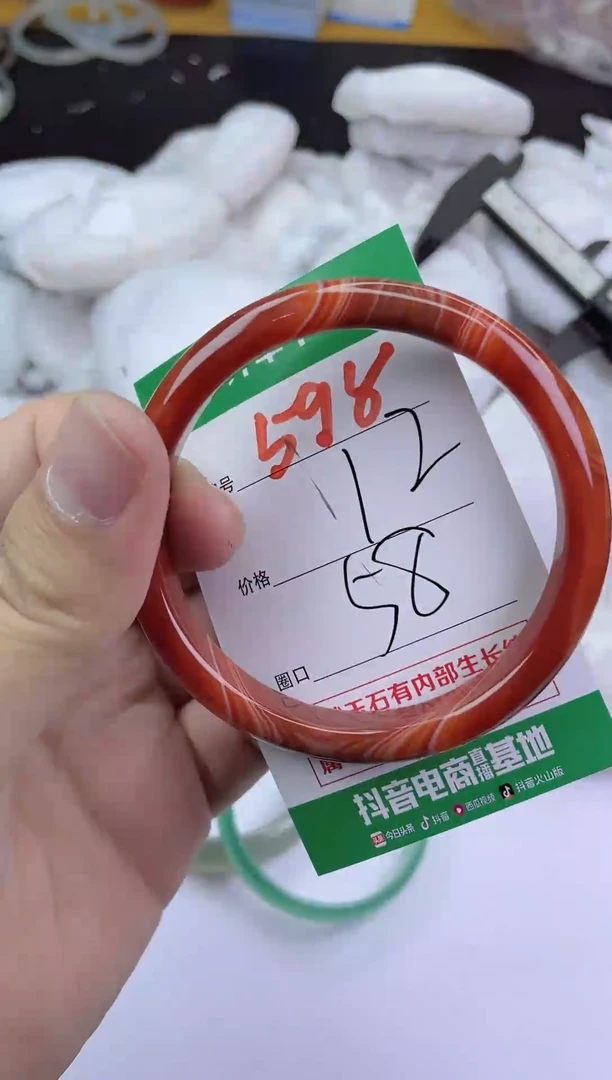 598
号
12
价格
58
圈口
玉石有内部生长纹
属
抖音电商直播基地
今日头条 抖音 西瓜视频 抖音火山版